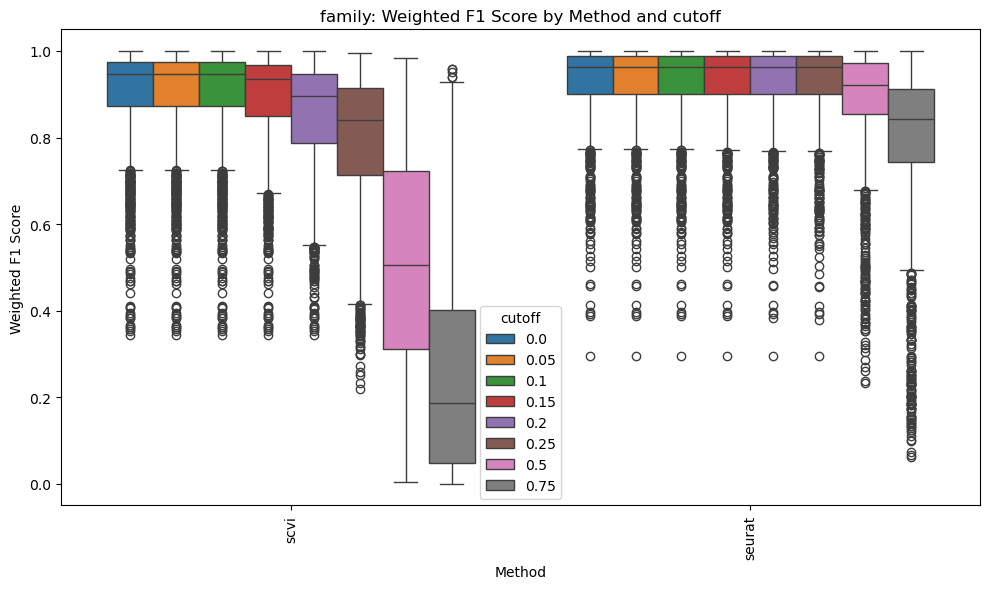 family: Weighted F1 Score by Method and cutoff
Weighted F1 Score
1.0
0.8
0.6
0.4
0.2
0.0
cutoff
0.0
0.05
0.1
0.15
0.2
0.25
0.5
0.75
scvi
seurat
Method